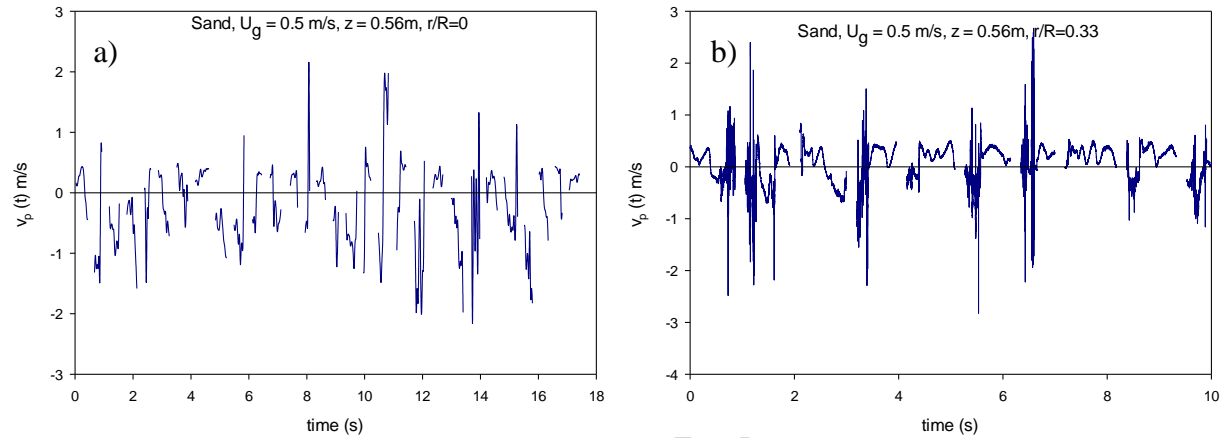 Sand, Ug = 0.5 m/s, z = 0.56m, r/R=0
a)
3
2
1
0
-1
-2
-3
vp (t) m/s
0 2 4 6 8 10 12 14 16 18
time (s)
Sand, Ug = 0.5 m/s, z = 0.56m, r/R=0.33
b)
3
2
1
0
-1
-2
-3
-4
vp (t) m/s
0 2 4 6 8 10
time (s)